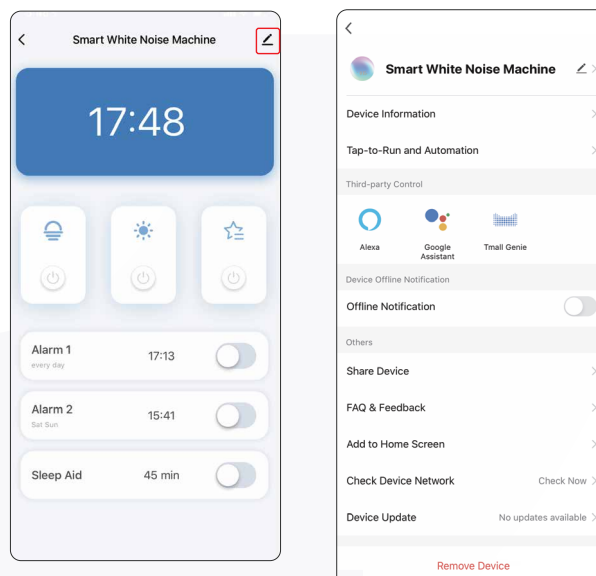 Smart White Noise Machine
17:48
Alarm 1
17:13
every day
Alarm 2
15:41
Sat Sun
Sleep Aid
45 min
Smart White Noise Machine
Device Information
Tap-to-Run and Automation
Third-party Control
Alexa
Google
Assistant
Tmall Genie
Device Offline Notification
Offline Notification
Others
Share Device
FAQ & Feedback
Add to Home Screen
Check Device Network
Check Now
Device Update
No updates available
Remove Device